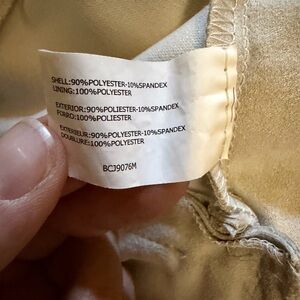 SHELL:90%POLYESTER-10%SPANDEX
LINING:100%POLYESTER
EXTERIOR:90%POLIESTER-10%SPANDEX
FORRO:100%POLIESTER
EXTERIEUR:90%POLYESTER-10%SPANDEX
DOUBLURE:100%POLYESTER
BCJ9076M